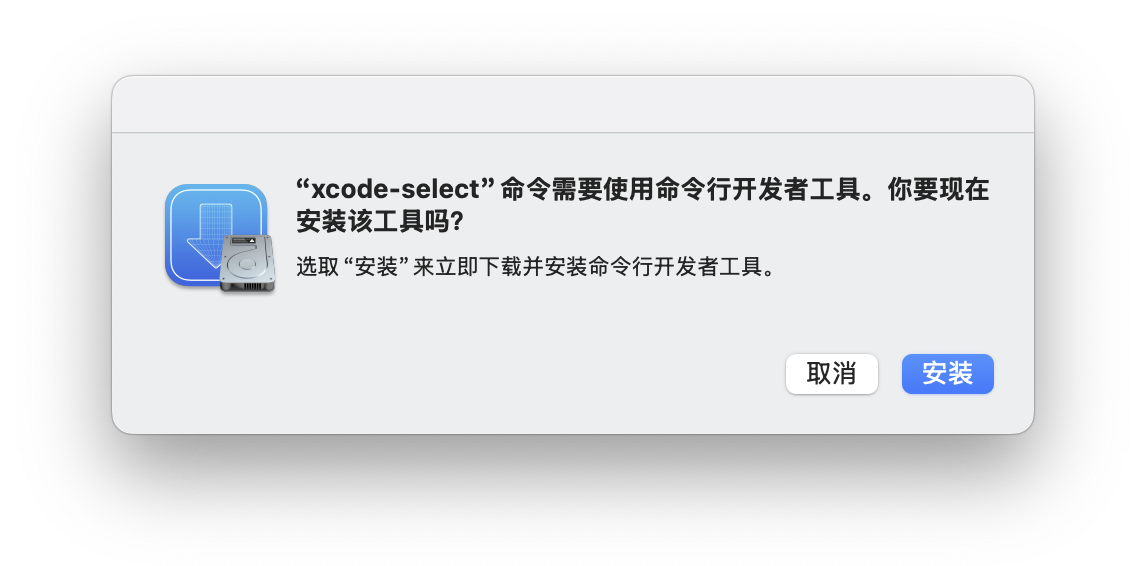 “xcode-select” 命令需要使用命令行开发者工具。你要现在
安装该工具吗?
选取 “安装” 来立即下载并安装命令行开发者工具。
取消
安装